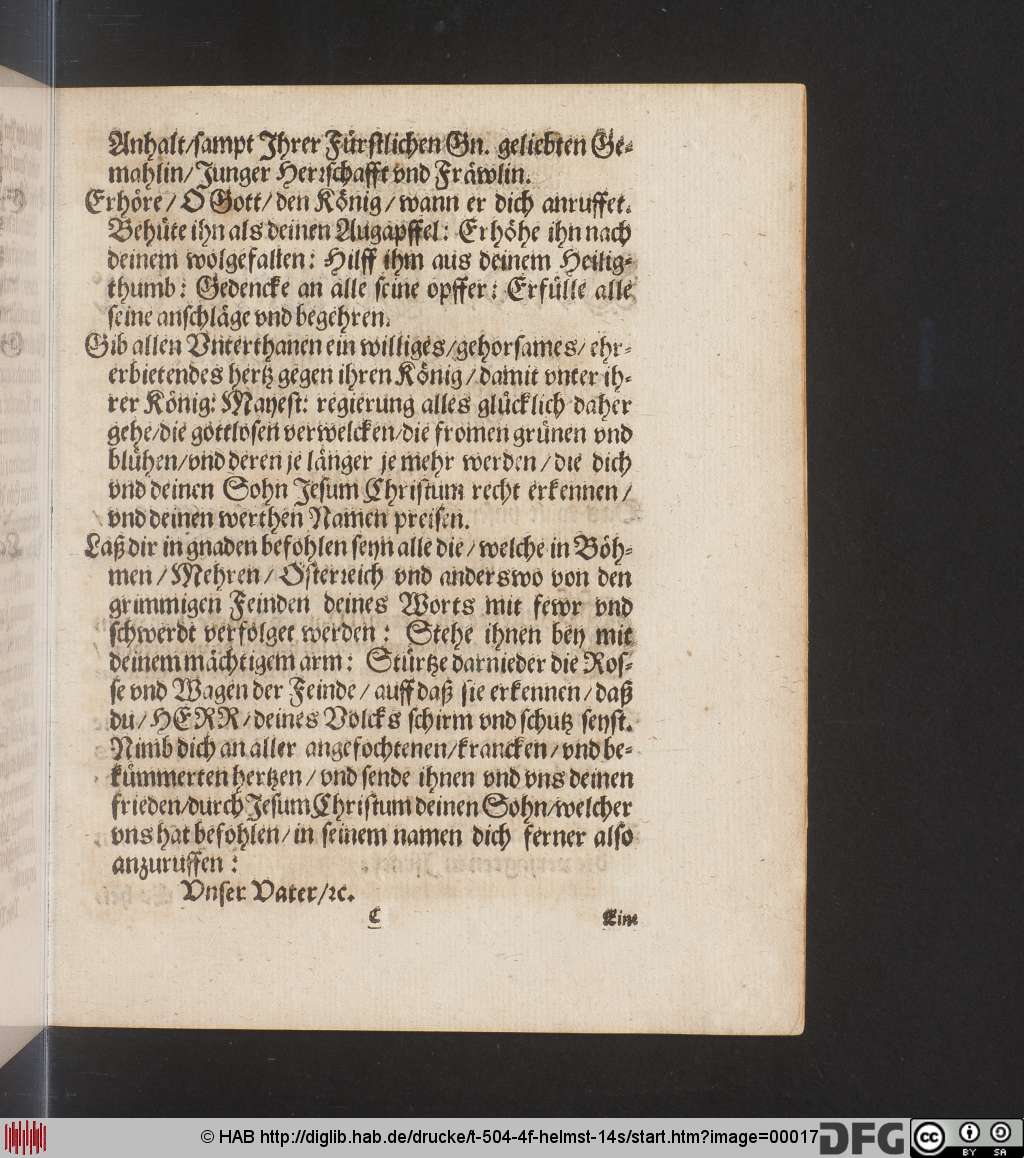 Anhalt/sampt Ihrer Fürstlichen Gn. geliebten Ge-
mahlin/Junger Herrschafft vnd Fräwlin.
Erhöre/ O Gott/ den König/ wann er dich anruffet.
Behüte ihn als deinen Augapffel: Erhöhe ihn nach
deinem wolgefallen: Hilff ihm aus deinem Heilig-
thumb: Gedencke an alle seine opffer: Erfülle alle
seine anschläge vnd begehren.
Gib allen Vnterthanen ein williges/gehorsames/ ehr-
erbietendes hertz gegen ihren König/ damit vnter ih-
rer König: Mayest: regierung alles glücklich daher
gehe/die gottlosen verwelcken/die fromen grünen vnd
blühen/vnd deren je länger je mehr werden/ die dich
vnd deinen Sohn Jesum Christum recht erkennen/
vnd deinen werthen Namen preisen.
Laß dir in gnaden befohlen seyn alle die/ welche in Böh-
men/ Mehren/ Osterreich vnd anderswo von den
grimmigen Feinden deines Worts mit fewr vnd
schwerdt verfolget werden: Stehe ihnen bey mit
deinem mächtigem arm: Stürtze darnieder die Ros-
se vnd Wagen der Feinde/ auff daß sie erkennen/ daß
du/ HERR/ deines Volcks schirm vnd schutz seyst.
Nimb dich an aller angefochtenen/krancken/ vnd be-
kümmerten hertzen/ vnd sende ihnen vnd vns deinen
frieden/durch Jesum Christum deinen Sohn/welcher
vns hat befohlen/ in seinem namen dich ferner also
anzuruffen:
Vnser Vater/ꝛc.
C Eine
© HAB http://diglib.hab.de/drucke/t-504-4f-helmst-14s/start.htm?image=00017
DFG
cc BY SA